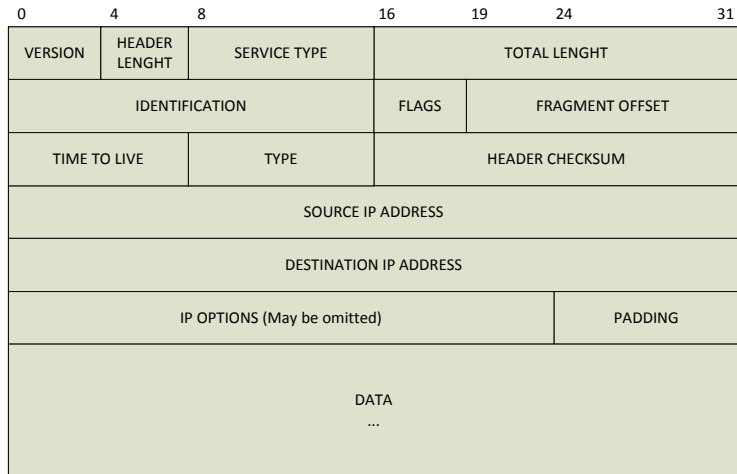 0 4 8 16 19 24 31
VERSION HEADER LENGHT SERVICE TYPE TOTAL LENGHT
IDENTIFICATION FLAGS FRAGMENT OFFSET
TIME TO LIVE TYPE HEADER CHECKSUM
SOURCE IP ADDRESS
DESTINATION IP ADDRESS
IP OPTIONS (May be omitted) PADDING
DATA
...